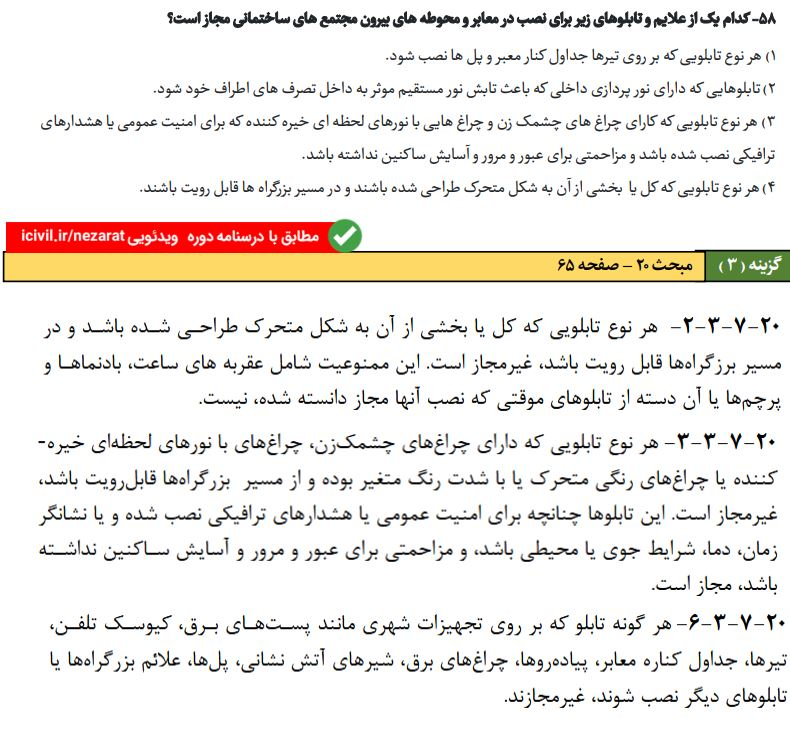 ۵۸- کدام یک از علایم و تابلوهای زیر برای نصب در معابر و محوطه های بیرون مجتمع های ساختمانی مجاز است؟
۱) هر نوع تابلویی که بر روی تیرها جداول کنار معبر و پل ها نصب شود.
۲) تابلوهایی که دارای نور پردازی داخلی که باعث تابش نور مستقیم موثر به داخل تصرف های اطراف خود شود.
۳) هر نوع تابلویی که کارای چراغ های چشمک زن و چراغ هایی با نورهای لحظه ای خیره کننده که برای امنیت عمومی یا هشدارهای
ترافیکی نصب شده باشد و مزاحمتی برای عبور و مرور و آسایش ساکنین نداشته باشد.
۴) هر نوع تابلویی که کل یا بخشی از آن به شکل متحرک طراحی شده باشند و در مسیر بزرگراه ها قابل رویت باشند.
مطابق با درسنامه دوره ویدئویی icivil.ir/nezarat
گزینه (۳) مبحث ۲۰ – صفحه ۶۵
۲۰-۷-۳-۲- هر نوع تابلویی که کل یا بخشی از آن به شکل متحرک طراحـی شـده باشـد و در
مسیر برزگراه‌ها قابل رویت باشد، غیرمجاز است. این ممنوعیت شامل عقربه های ساعت، بادنماهـا و
پرچم‌ها یا آن دسته از تابلوهای موقتی که نصب آنها مجاز دانسته شده، نیست.
۲۰-۷-۳-۳- هر نوع تابلویی که دارای چراغ‌های چشمک‌زن، چراغ‌های با نورهای لحظه‌ای خیره-
کننده یا چراغ‌های رنگی متحرک یا با شدت رنگ متغیر بوده و از مسیر بزرگراه‌ها قابل‌رویت باشد،
غیرمجاز است. این تابلوها چنانچه برای امنیت عمومی یا هشدارهای ترافیکی نصب شده و یا نشانگر
زمان، دما، شرایط جوی یا محیطی باشد، و مزاحمتی برای عبور و مرور و آسایش سـاکنین نداشـته
باشد، مجاز است.
۲۰-۷-۳-۶- هر گونه تابلو که بر روی تجهیزات شهری مانند پست‌هـای بـرق، کیوسـک تلفـن،
تیرها، جداول کناره معابر، پیاده‌روها، چراغ‌های برق، شیرهای آتش نشانی، پل‌ها، علائم بزرگراه‌ها یا
تابلوهای دیگر نصب شوند، غیرمجازند.